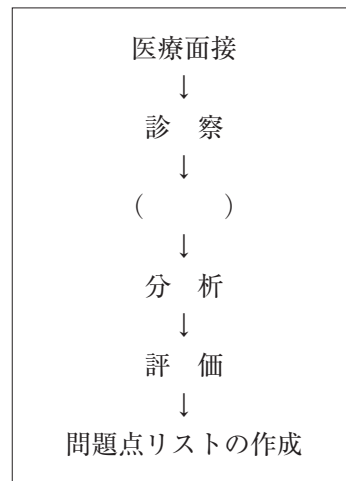 医療面接
↓
診　察
↓
(　　　)
↓
分　析
↓
評　価
↓
問題点リストの作成